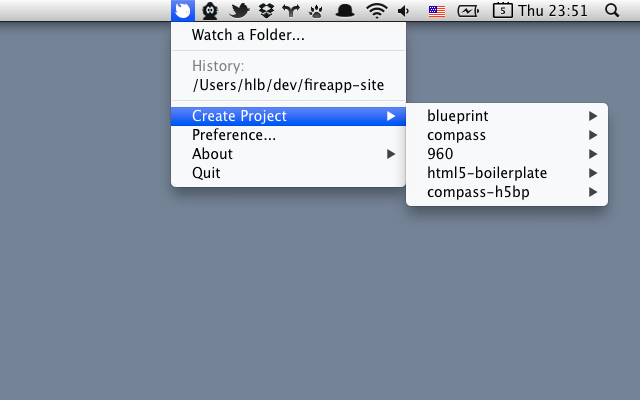 Thu 23:51
Watch a Folder...
History:
/Users/hlb/dev/fireapp-site
Create Project
Preference...
About
Quit
blueprint
compass
960
html5-boilerplate
compass-h5bp